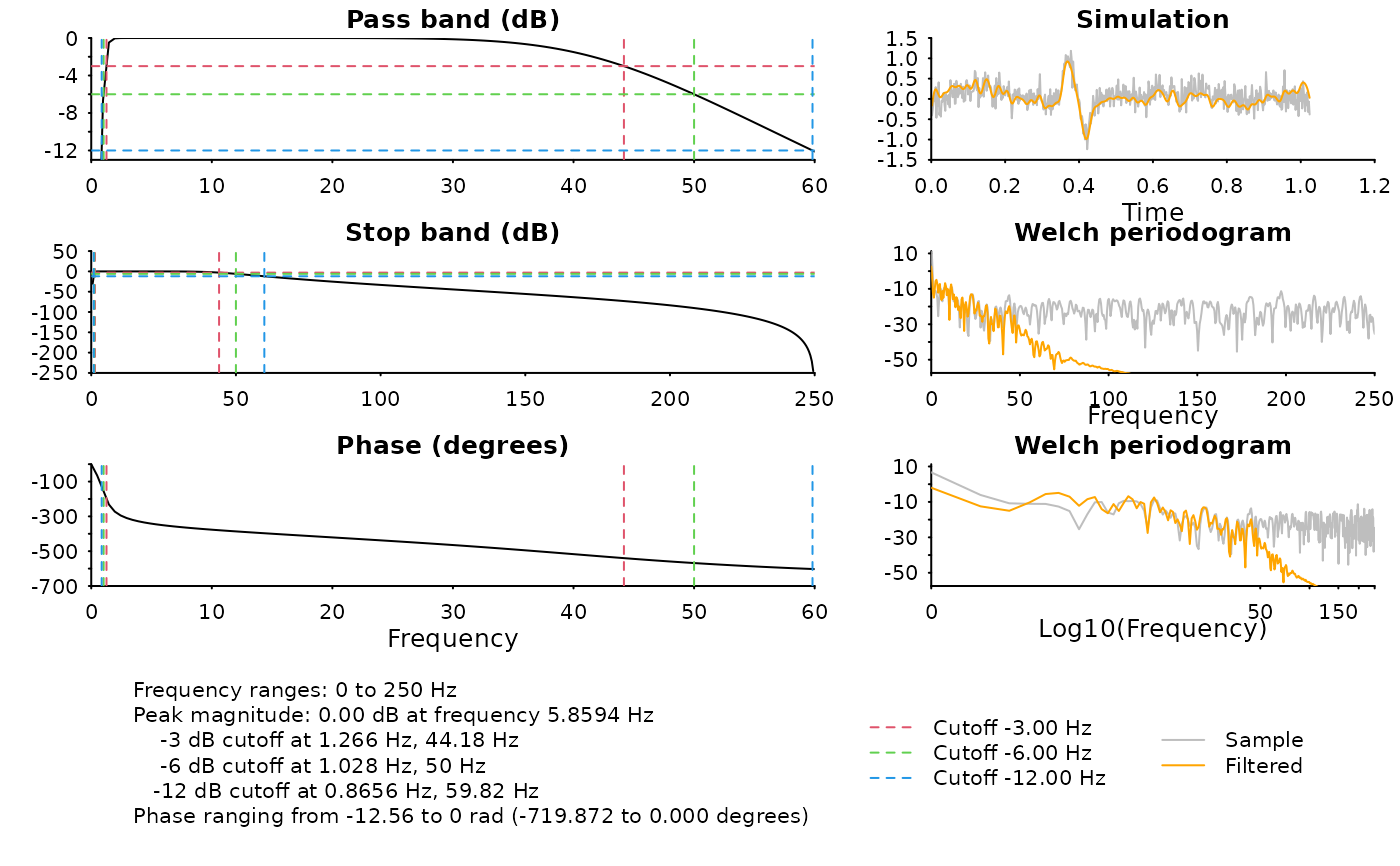 Pass band (dB)
0
-4
-8
-12
0 10 20 30 40 50 60
Simulation
1.5
1.0
0.5
0.0
-0.5
-1.0
-1.5
0.0 0.2 0.4 0.6 0.8 1.0 1.2
Time
Stop band (dB)
50
0
-50
-100
-150
-200
-250
0 50 100 150 200 250
Welch periodogram
10
-10
-30
-50
0 50 100 150 200 250
Frequency
Phase (degrees)
-100
-300
-500
-700
0 10 20 30 40 50 60
Frequency
Welch periodogram
10
-10
-30
-50
0 50 150
Log10(Frequency)
Frequency ranges: 0 to 250 Hz
Peak magnitude: 0.00 dB at frequency 5.8594 Hz
-3 dB cutoff at 1.266 Hz, 44.18 Hz
-6 dB cutoff at 1.028 Hz, 50 Hz
-12 dB cutoff at 0.8656 Hz, 59.82 Hz
Phase ranging from -12.56 to 0 rad (-719.872 to 0.000 degrees)
Cutoff -3.00 Hz
Cutoff -6.00 Hz
Cutoff -12.00 Hz
Sample
Filtered